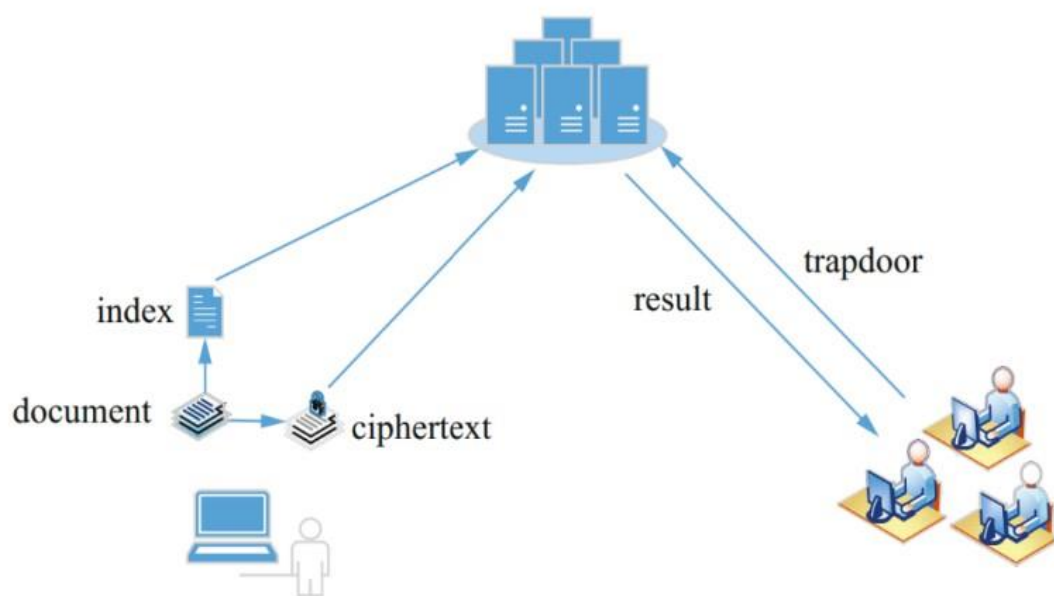 trapdoor
result
index
document
ciphertext